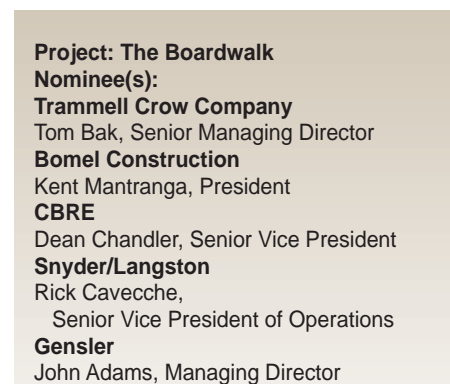 Project: The Boardwalk
Nominee(s):
Trammell Crow Company
Tom Bak, Senior Managing Director
Bomel Construction
Kent Mantranga, President
CBRE
Dean Chandler, Senior Vice President
Snyder/Langston
Rick Cavecche,
Senior Vice President of Operations
Gensler
John Adams, Managing Director